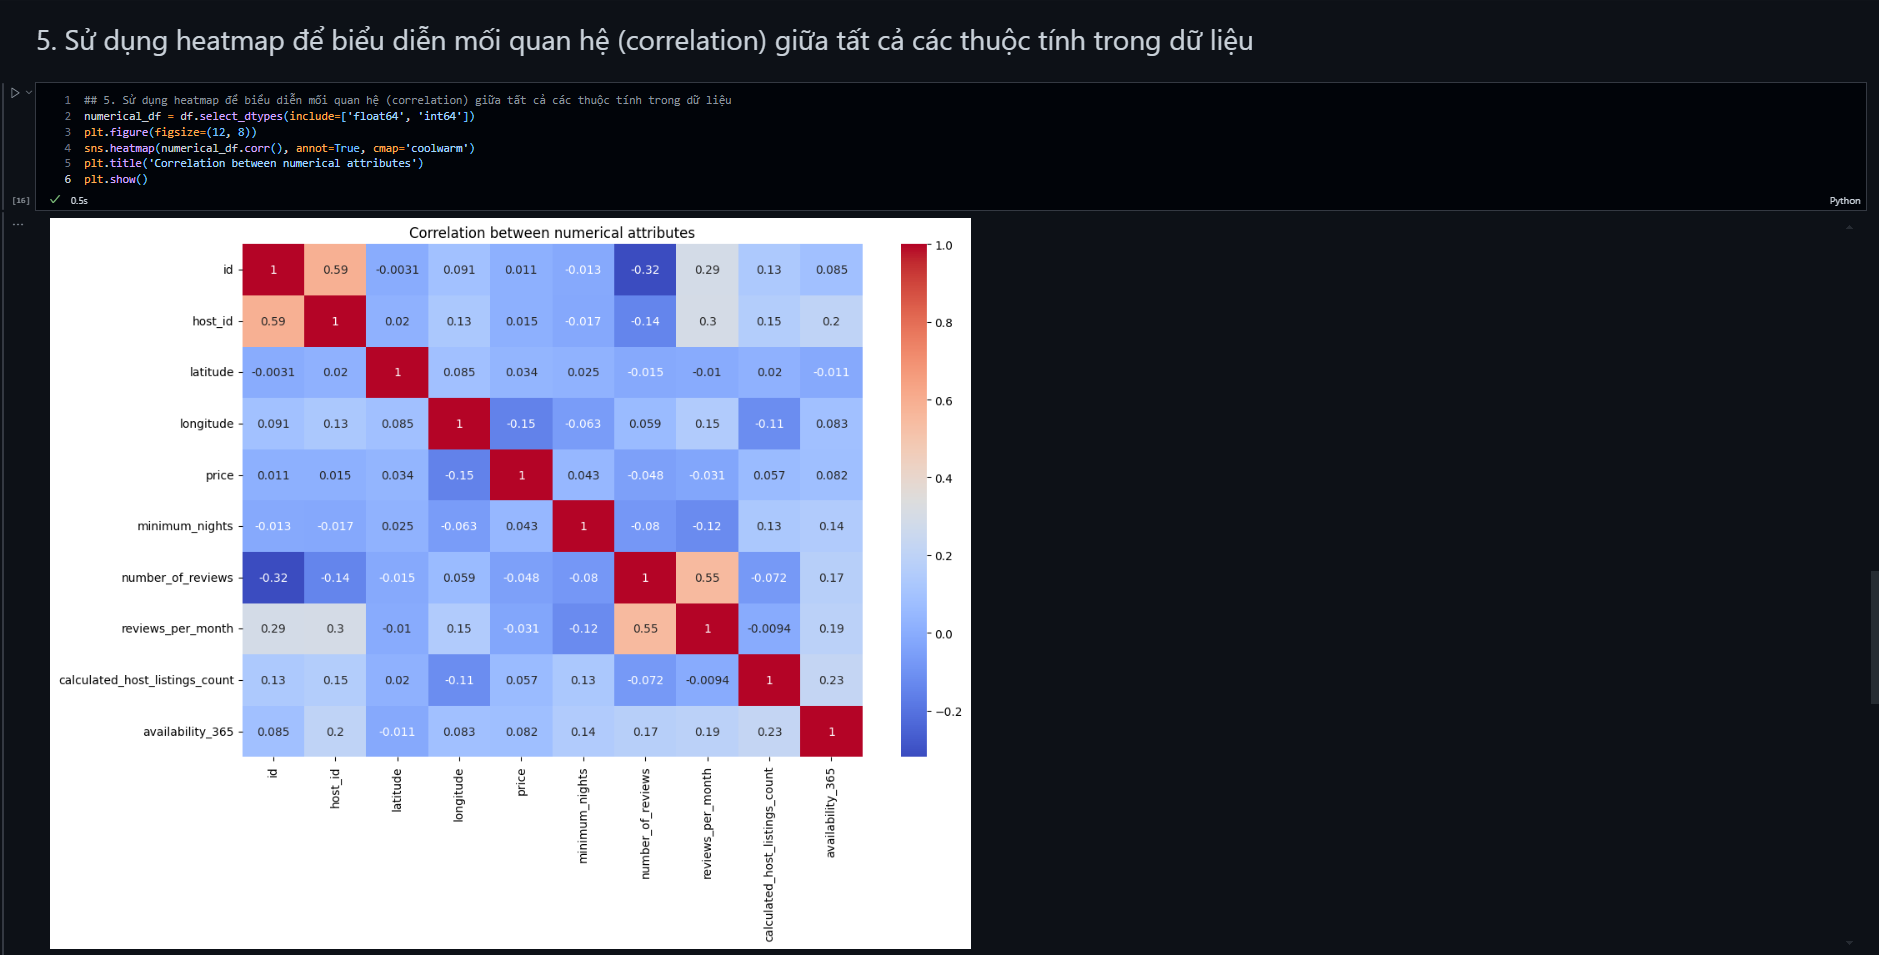 5. Sử dụng heatmap để biểu diễn mối quan hệ (correlation) giữa tất cả các thuộc tính trong dữ liệu
1 ## 5. Sử dụng heatmap để biểu diễn mối quan hệ (correlation) giữa tất cả các thuộc tính trong dữ liệu
2 numerical_df = df.select_dtypes(include=['float64', 'int64'])
3 plt.figure(figsize=(12, 8))
4 sns.heatmap(numerical_df.corr(), annot=True, cmap='coolwarm')
5 plt.title('Correlation between numerical attributes')
6 plt.show()
[16] 0.5s Python
...
Correlation between numerical attributes
id 1 0.59 -0.0031 0.091 0.011 -0.013 -0.32 0.29 0.13 0.085
host_id 0.59 1 0.02 0.13 0.015 -0.017 -0.14 0.3 0.15 0.2
latitude -0.0031 0.02 1 0.085 0.034 0.025 -0.015 -0.01 0.02 -0.011
longitude 0.091 0.13 0.085 1 -0.15 -0.063 0.059 0.15 -0.11 0.083
price 0.011 0.015 0.034 -0.15 1 0.043 -0.048 -0.031 0.057 0.082
minimum_nights -0.013 -0.017 0.025 -0.063 0.043 1 -0.08 -0.12 0.13 0.14
number_of_reviews -0.32 -0.14 -0.015 0.059 -0.048 -0.08 1 0.55 -0.072 0.17
reviews_per_month 0.29 0.3 -0.01 0.15 -0.031 -0.12 0.55 1 -0.0094 0.19
calculated_host_listings_count 0.13 0.15 0.02 -0.11 0.057 0.13 -0.072 -0.0094 1 0.23
availability_365 0.085 0.2 -0.011 0.083 0.082 0.14 0.17 0.19 0.23 1
id
host_id
latitude
longitude
price
minimum_nights
number_of_reviews
reviews_per_month
calculated_host_listings_count
availability_365
1.0
0.8
0.6
0.4
0.2
0.0
−0.2